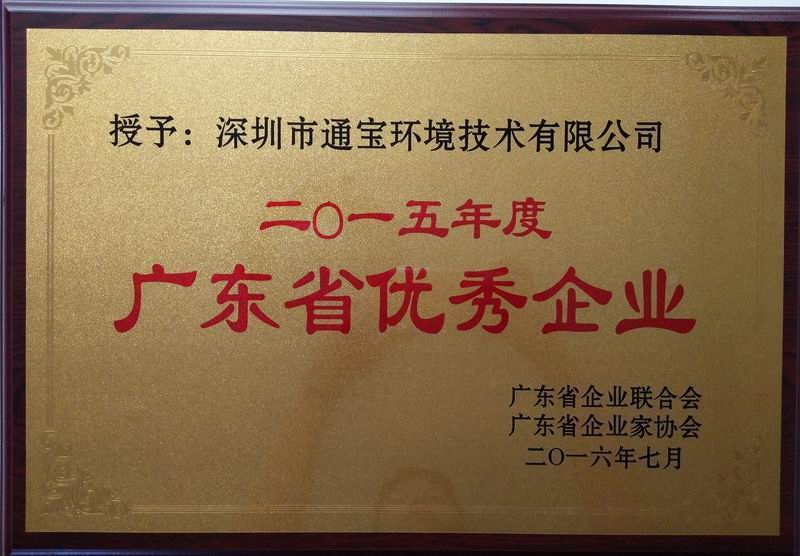 授予：深圳市通宝环境技术有限公司
二〇一五年度
广东省优秀企业
广东省企业联合会
广东省企业家协会
二〇一六年七月